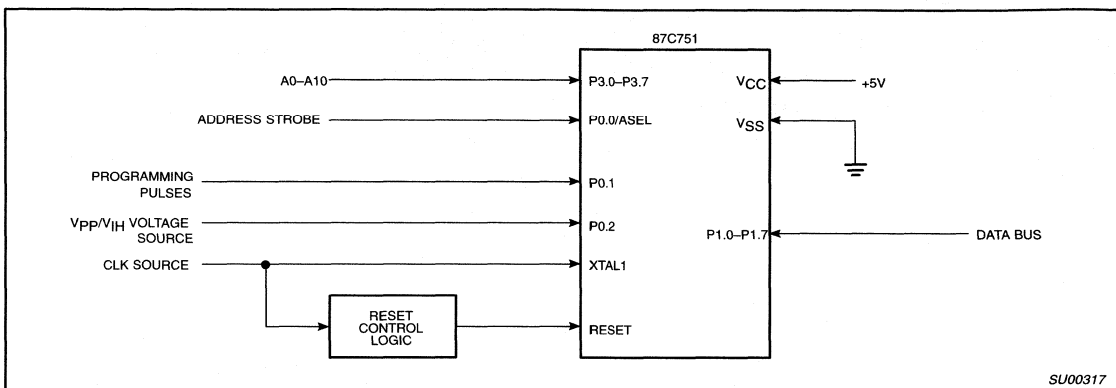 87C751
A0–A10
P3.0–P3.7
VCC
+5V
ADDRESS STROBE
P0.0/ASEL
VSS
PROGRAMMING
PULSES
P0.1
VPP/VIH VOLTAGE
SOURCE
P0.2
P1.0–P1.7
DATA BUS
CLK SOURCE
XTAL1
RESET
CONTROL
LOGIC
RESET
SU00317